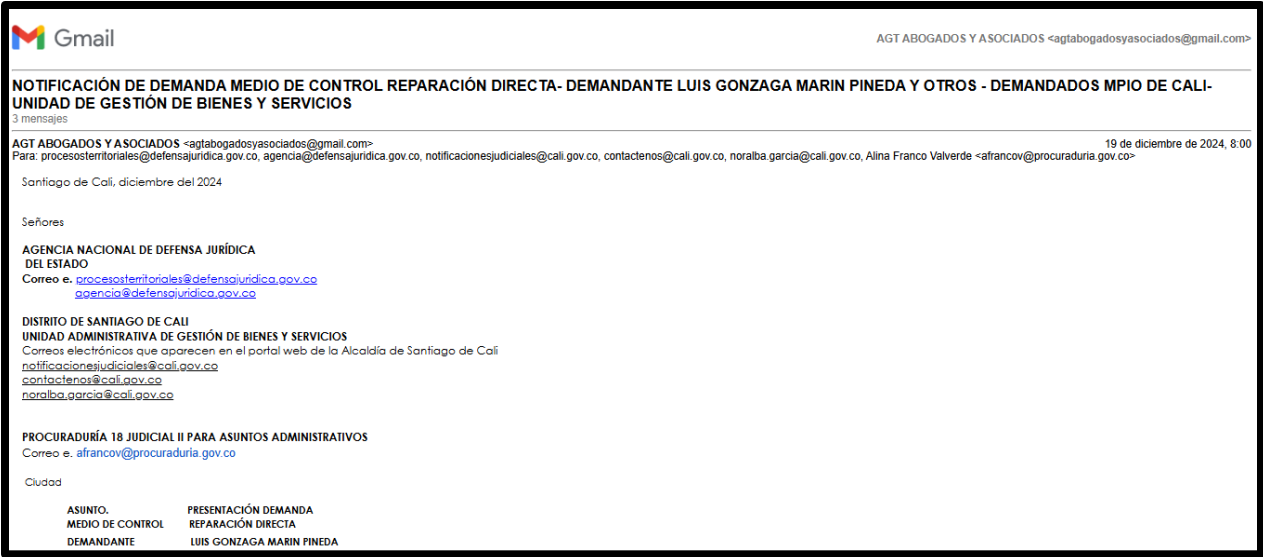 Gmail
AGT ABOGADOS Y ASOCIADOS <agtabogadosyasociados@gmail.com>
NOTIFICACIÓN DE DEMANDA MEDIO DE CONTROL REPARACIÓN DIRECTA- DEMANDANTE LUIS GONZAGA MARIN PINEDA Y OTROS - DEMANDADOS MPIO DE CALI-
UNIDAD DE GESTIÓN DE BIENES Y SERVICIOS
3 mensajes
AGT ABOGADOS Y ASOCIADOS <agtabogadosyasociados@gmail.com> 19 de diciembre de 2024, 8:00
Para: procesosterritoriales@defensajuridica.gov.co, agencia@defensajuridica.gov.co, notificacionesjudiciales@cali.gov.co, contactenos@cali.gov.co, noralba.garcia@cali.gov.co, Alina Franco Valverde <afrancov@procuraduria.gov.co>
Santiago de Cali, diciembre del 2024
Señores
AGENCIA NACIONAL DE DEFENSA JURÍDICA
DEL ESTADO
Correo e. procesosterritoriales@defensajuridica.gov.co
agencia@defensajuridica.gov.co
DISTRITO DE SANTIAGO DE CALI
UNIDAD ADMINISTRATIVA DE GESTIÓN DE BIENES Y SERVICIOS
Correos electrónicos que aparecen en el portal web de la Alcaldía de Santiago de Cali
notificacionesjudiciales@cali.gov.co
contactenos@cali.gov.co
noralba.garcia@cali.gov.co
PROCURADURÍA 18 JUDICIAL II PARA ASUNTOS ADMINISTRATIVOS
Correo e. afrancov@procuraduria.gov.co
Ciudad
ASUNTO. PRESENTACIÓN DEMANDA
MEDIO DE CONTROL REPARACIÓN DIRECTA
DEMANDANTE LUIS GONZAGA MARIN PINEDA